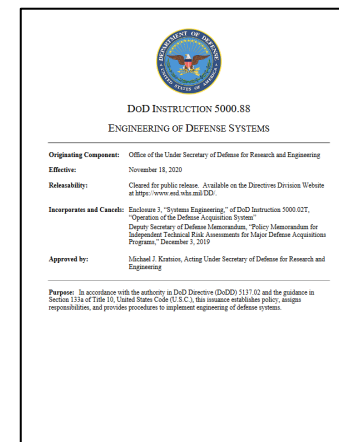 DEPARTMENT OF DEFENSE
UNITED STATES OF AMERICA
DOD INSTRUCTION 5000.88
ENGINEERING OF DEFENSE SYSTEMS
Originating Component: Office of the Under Secretary of Defense for Research and Engineering
Effective: November 18, 2020
Releasability: Cleared for public release. Available on the Directives Division Website
at https://www.esd.whs.mil/DD/.
Incorporates and Cancels: Enclosure 3, “Systems Engineering,” of DoD Instruction 5000.02T,
“Operation of the Defense Acquisition System”
Deputy Secretary of Defense Memorandum, “Policy Memorandum for
Independent Technical Risk Assessments for Major Defense Acquisitions
Programs,” December 3, 2019
Approved by: Michael J. Kratsios, Acting Under Secretary of Defense for Research and
Engineering
Purpose: In accordance with the authority in DoD Directive (DoDD) 5137.02 and the guidance in
Section 133a of Title 10, United States Code (U.S.C.), this issuance establishes policy, assigns
responsibilities, and provides procedures to implement engineering of defense systems.